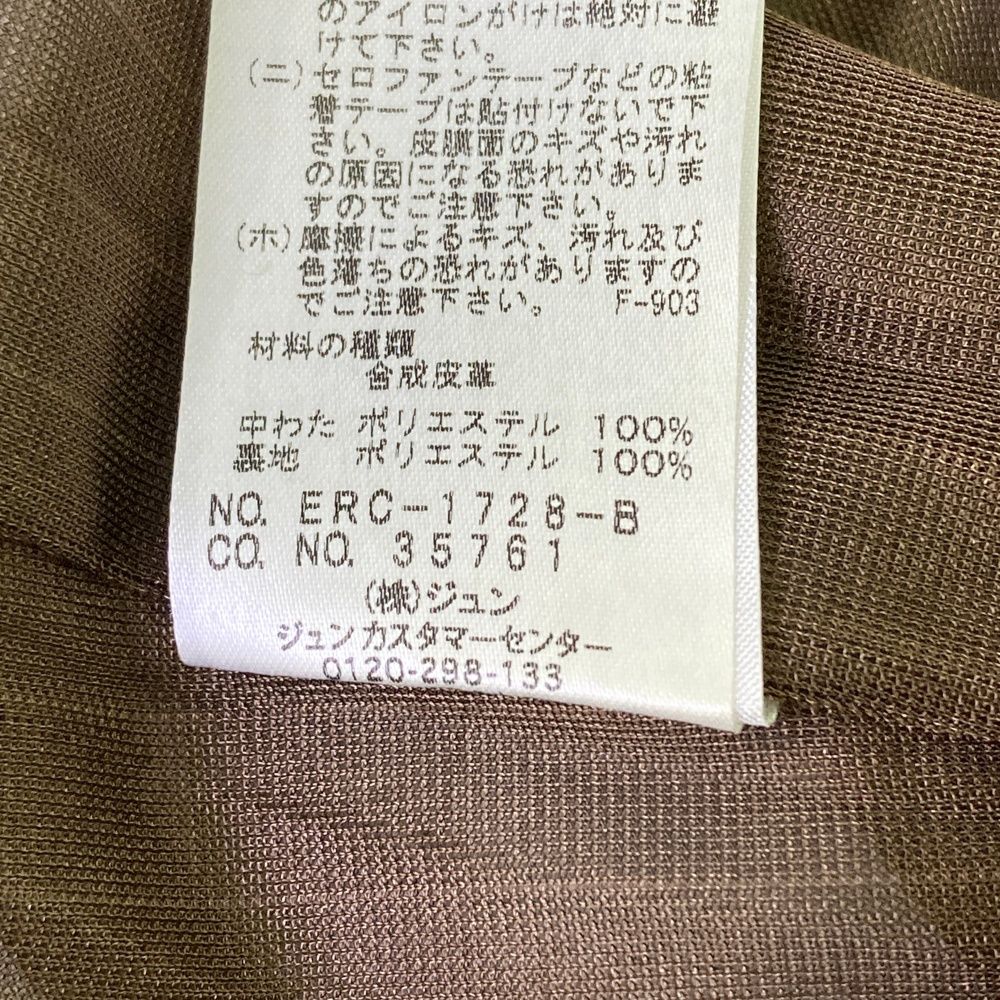 のアイロンがけは絶対に避
けて下さい。
(ニ)セロファンテープなどの粘
着テープは貼付けないで下
さい。皮膜面のキズや汚れ
の原因になる恐れがありま
すのでご注意下さい。
(ホ)摩擦によるキズ、汚れ及び
色落ちの恐れがありますの
でご注意下さい。 F-903
材料の種類
合成皮革
中わた ポリエステル 100%
裏地 ポリエステル 100%
NO. ERC-1728-B
CO. NO. 35761
(株)ジュン
ジュンカスタマーセンター
0120-298-133